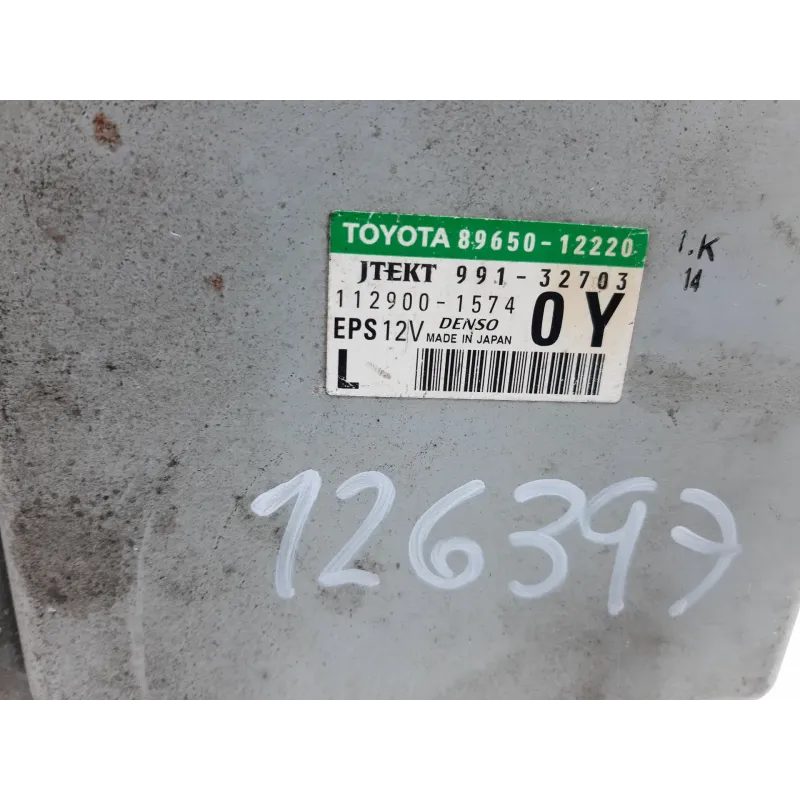 TOYOTA 89650-12220
JTEKT 991-32703
112900-1574
0Y
EPS 12V DENSO
MADE IN JAPAN
L
1.K
14
126397